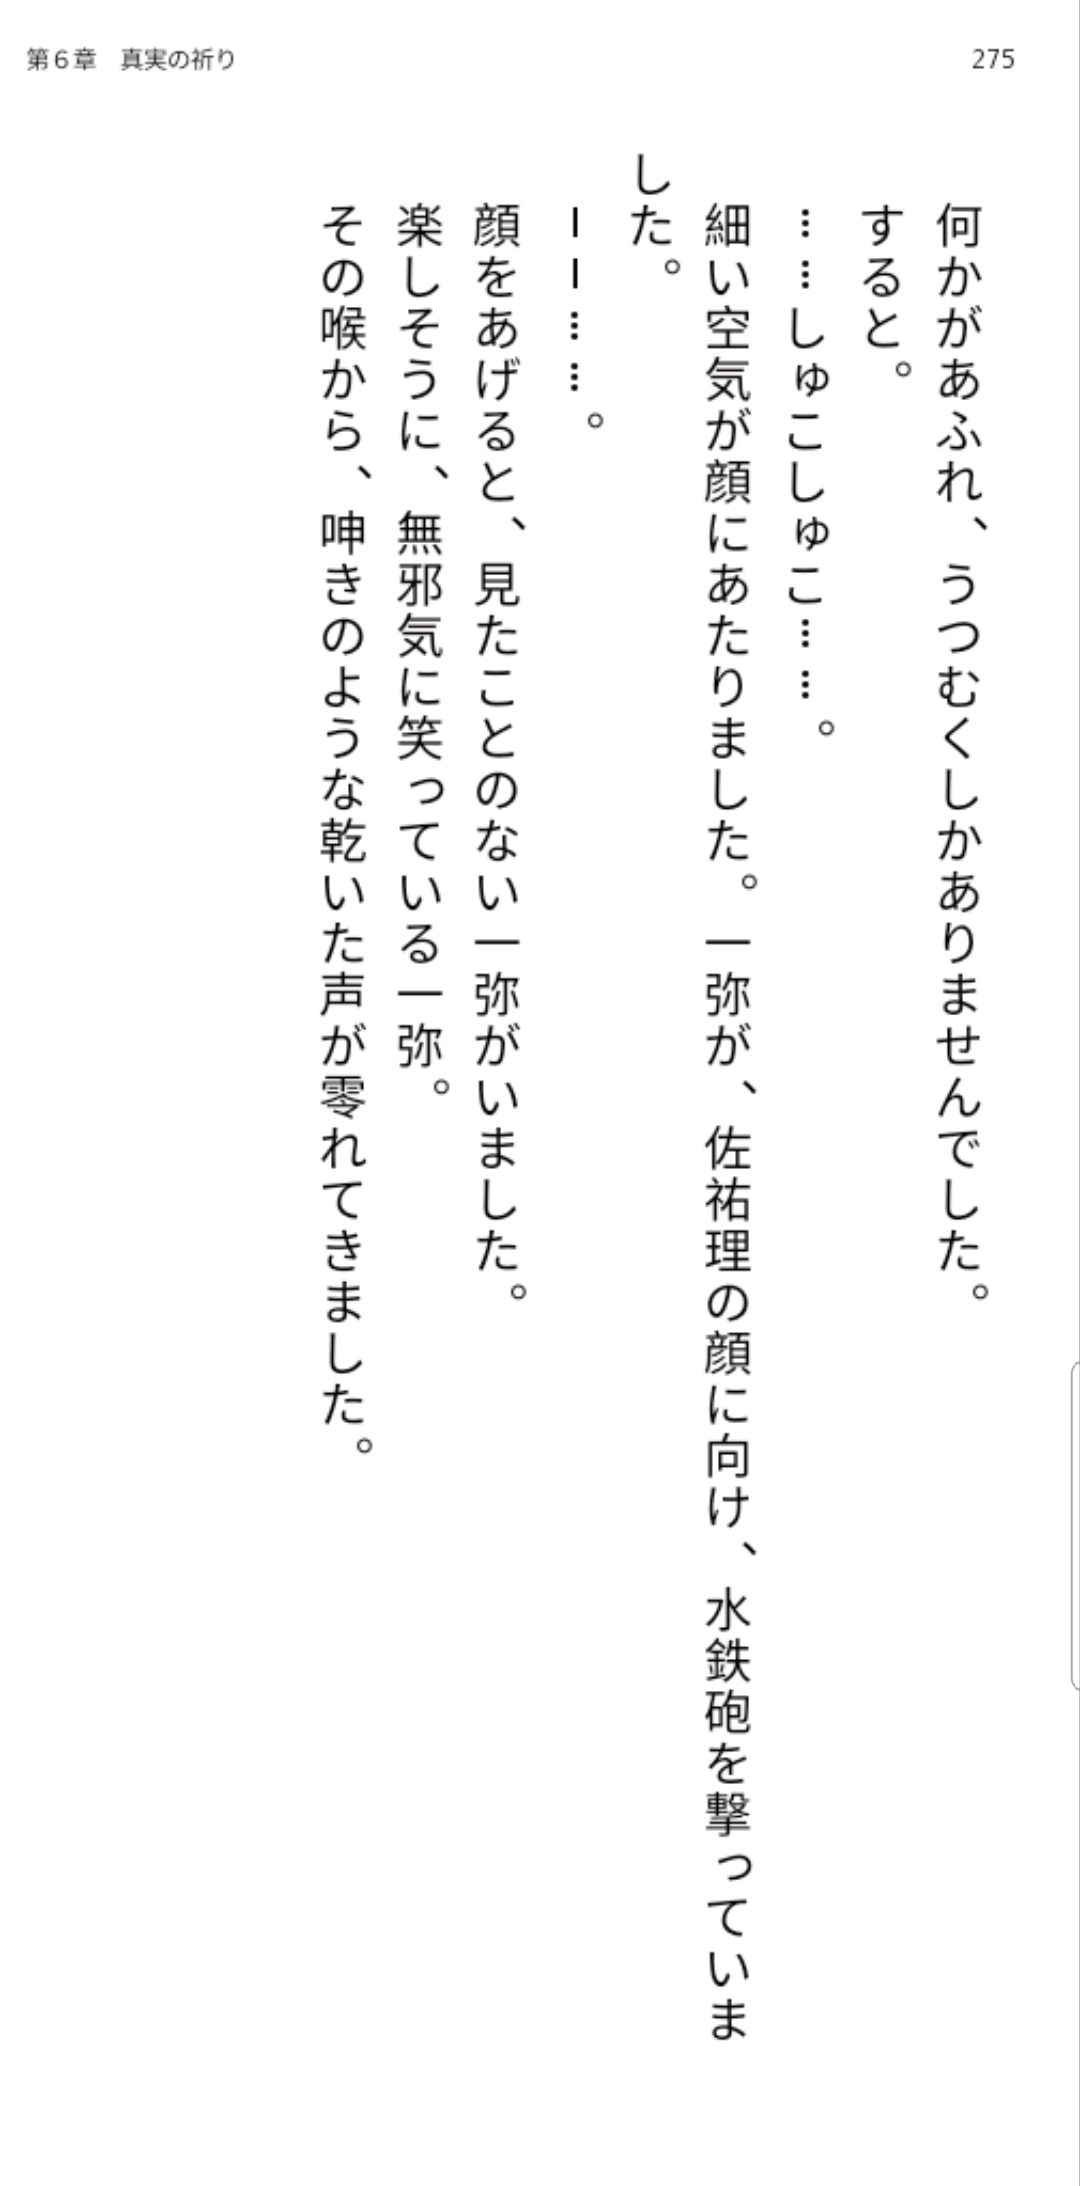 第６章　真実の祈り
275
何かがあふれ、うつむくしかありませんでした。
すると。
……しゅこしゅこ……。
細い空気が顔にあたりました。一弥が、佐祐理の顔に向け、水鉄砲を撃っていま
した。
――……。
顔をあげると、見たことのない一弥がいました。
楽しそうに、無邪気に笑っている一弥。
その喉から、呻きのような乾いた声が零れてきました。